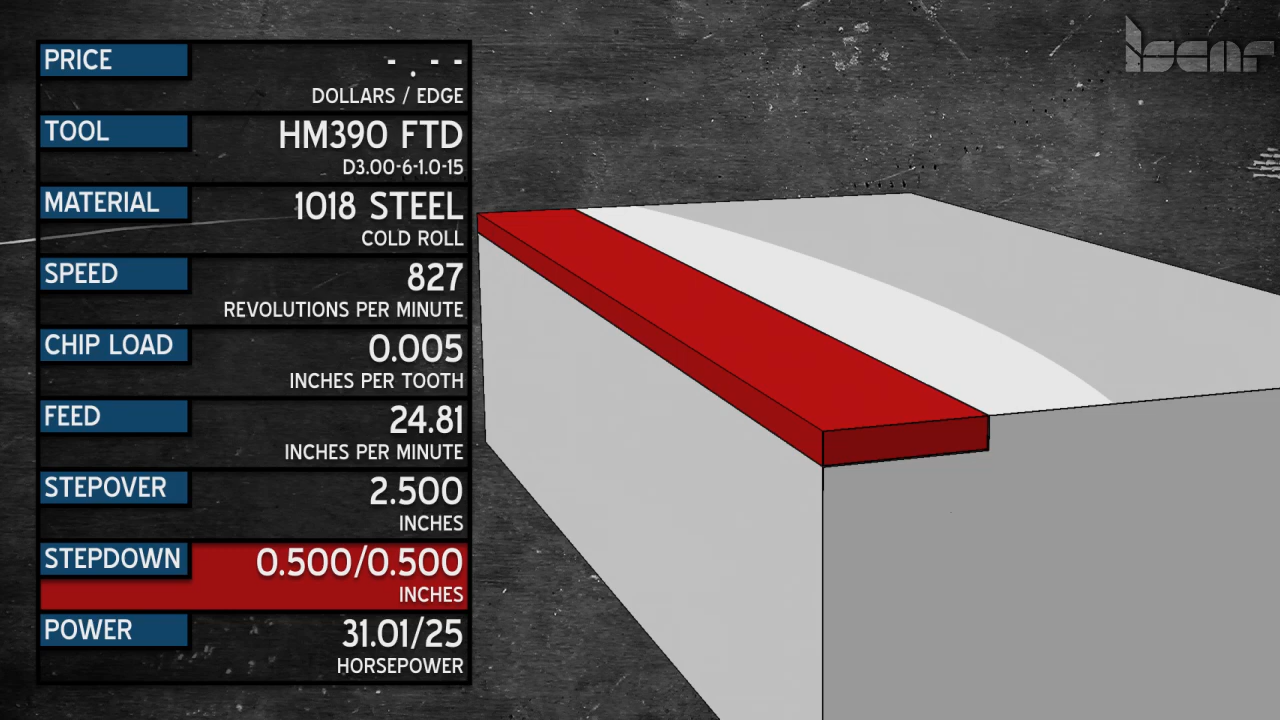 PRICE
- . - -
DOLLARS / EDGE
TOOL
HM390 FTD
D3.00-6-1.0-15
MATERIAL
1018 STEEL
COLD ROLL
SPEED
827
REVOLUTIONS PER MINUTE
CHIP LOAD
0.005
INCHES PER TOOTH
FEED
24.81
INCHES PER MINUTE
STEPOVER
2.500
INCHES
STEPDOWN
0.500/0.500
INCHES
POWER
31.01/25
HORSEPOWER
Iscar